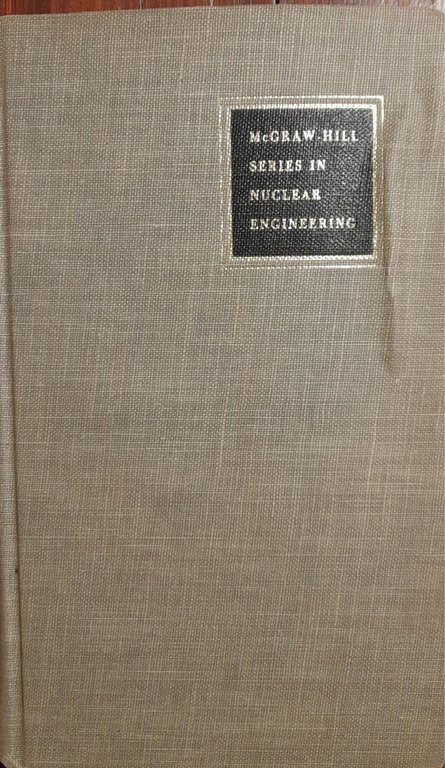 McGRAW-HILL
SERIES IN
NUCLEAR
ENGINEERING